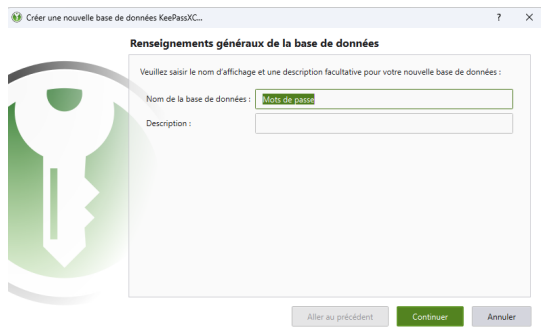 Créer une nouvelle base de données KeePassXC...
?
Renseignements généraux de la base de données
Veuillez saisir le nom d'affichage et une description facultative pour votre nouvelle base de données :
Nom de la base de données : Mots de passe
Description :
Aller au précédent Continuer Annuler